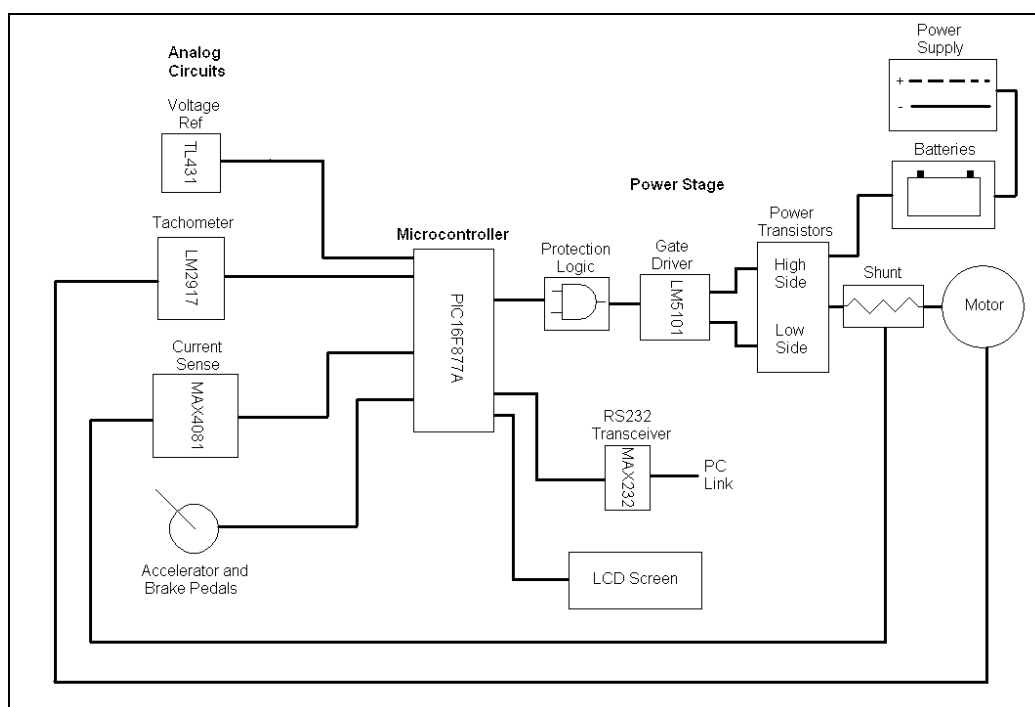 Analog
Circuits
Voltage
Ref
TL431
Tachometer
LM2917
Current
Sense
MAX4081
Accelerator and
Brake Pedals
Microcontroller
PIC16F877A
Power Stage
Protection
Logic
Gate
Driver
LM5101
Power
Transistors
High
Side
Low
Side
Power
Supply
+
-
Batteries
Shunt
Motor
RS232
Transceiver
MAX232
PC
Link
LCD Screen